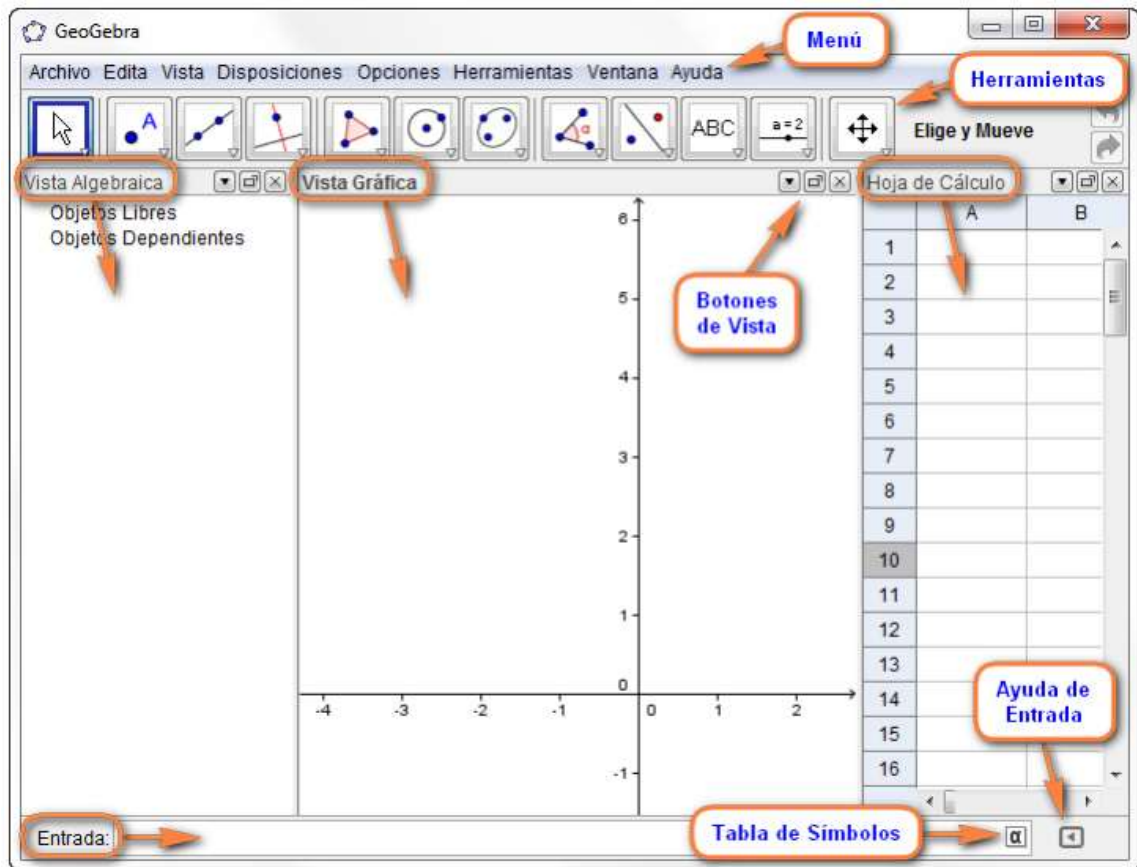 GeoGebra
Menú
Archivo Edita Vista Disposiciones Opciones Herramientas Ventana Ayuda
Herramientas
A
α
ABC
a=2
Elige y Mueve
Vista Algebraica
Vista Gráfica
Hoja de Cálculo
Objetos Libres
Objetos Dependientes
A B
1
2
3
4
5
6
7
8
9
10
11
12
13
14
15
16
6
5
4
3
2
1
0
-1
-4 -3 -2 -1 0 1 2
Botones
de Vista
Ayuda de
Entrada
Entrada:
Tabla de Símbolos
α